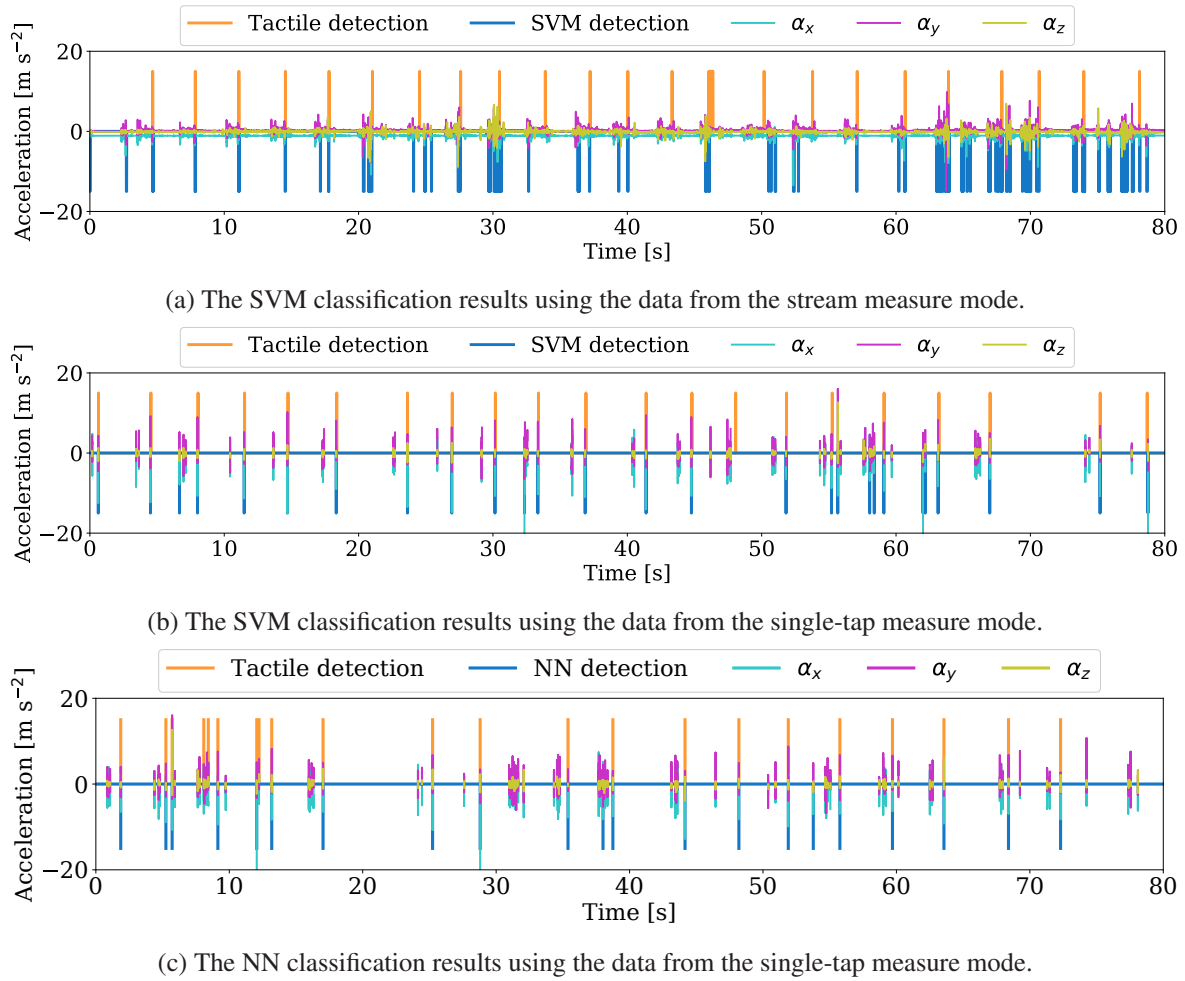 Tactile detection SVM detection αx αy αz
Acceleration [m s⁻²]
20
0
−20
0 10 20 30 40 50 60 70 80
Time [s]
(a) The SVM classification results using the data from the stream measure mode.
Tactile detection SVM detection αx αy αz
Acceleration [m s⁻²]
20
0
−20
0 10 20 30 40 50 60 70 80
Time [s]
(b) The SVM classification results using the data from the single-tap measure mode.
Tactile detection NN detection αx αy αz
Acceleration [m s⁻²]
20
0
−20
0 10 20 30 40 50 60 70 80
Time [s]
(c) The NN classification results using the data from the single-tap measure mode.